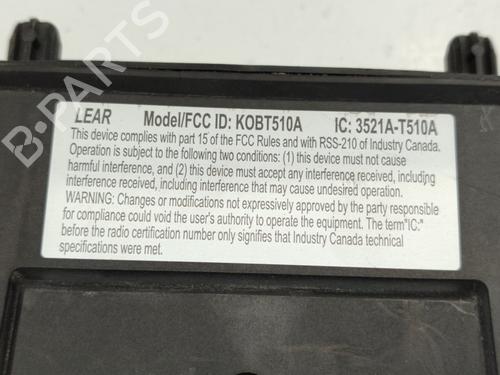 B-PARTS
LEAR Model/FCC ID: KOBT510A IC: 3521A-T510A
This device complies with part 15 of the FCC Rules and with RSS-210 of Industry Canada.
Operation is subject to the following two conditions: (1) this device must not cause
harmful interference, and (2) this device must accept any interference received, including
interference received, including interference that may cause undesired operation.
WARNING: Changes or modifications not expressively approved by the party responsible
for compliance could void the user's authority to operate the equipment. The term"IC:"
before the radio certification number only signifies that Industry Canada technical
specifications were met.